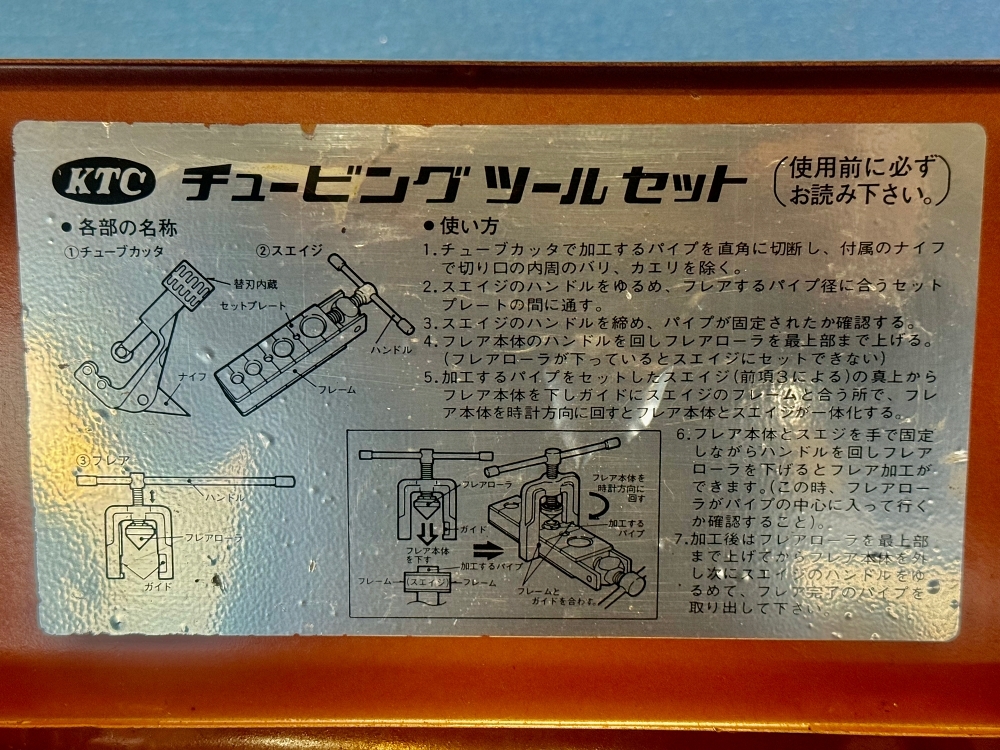 KTC チュービング ツール セット (使用前に必ず
お読み下さい。)
● 各部の名称
①チューブカッタ
②スエイジ
替刃内蔵
セットプレート
ハンドル
ナイフ
フレーム
③フレア
ハンドル
フレアローラ
ガイド
● 使い方
1.チューブカッタで加工するパイプを直角に切断し、付属のナイフ
で切り口の内周のバリ、カエリを除く。
2.スエイジのハンドルをゆるめ、フレアするパイプ径に合うセット
プレートの間に通す。
3.スエイジのハンドルを締め、パイプが固定されたか確認する。
4.フレア本体のハンドルを回しフレアローラを最上部まで上げる。
(フレアローラが下っているとスエイジにセットできない)
5.加工するパイプをセットしたスエイジ(前項3による)の真上から
フレア本体を下しガイドにスエイジのフレームと合う所で、フレ
ア本体を時計方向に回すとフレア本体とスエイジが一体化する。
6.フレア本体とスエジを手で固定
しながらハンドルを回しフレア
ローラを下げるとフレア加工が
できます。(この時、フレアロー
ラがパイプの中心に入って行く
か確認すること)。
7.加工後はフレアローラを最上部
まで上げてからフレア本体を外
し次にスエイジのハンドルをゆ
るめて、フレア完了のパイプを
取り出して下さい。
フレアローラ
ガイド
フレア本体
を下す
加工するパイプ
フレーム
(スエイジ)
フレーム
フレア本体を
時計方向に
回す
加工する
パイプ
フレームと
ガイドを合わす。